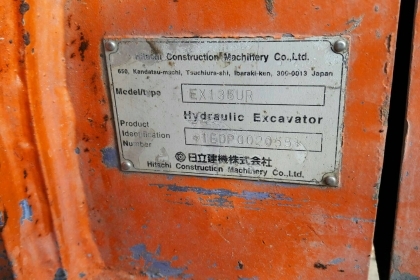 Hitachi Construction Machinery Co.,Ltd.
650, Kandatsu-machi, Tsuchiura-shi, Ibaraki-ken, 300-0013 Japan
Model/type EX135UR
Hydraulic Excavator
Product
Identification
Number
日立建機株式会社
Hitachi Construction Machinery Co.,Ltd.